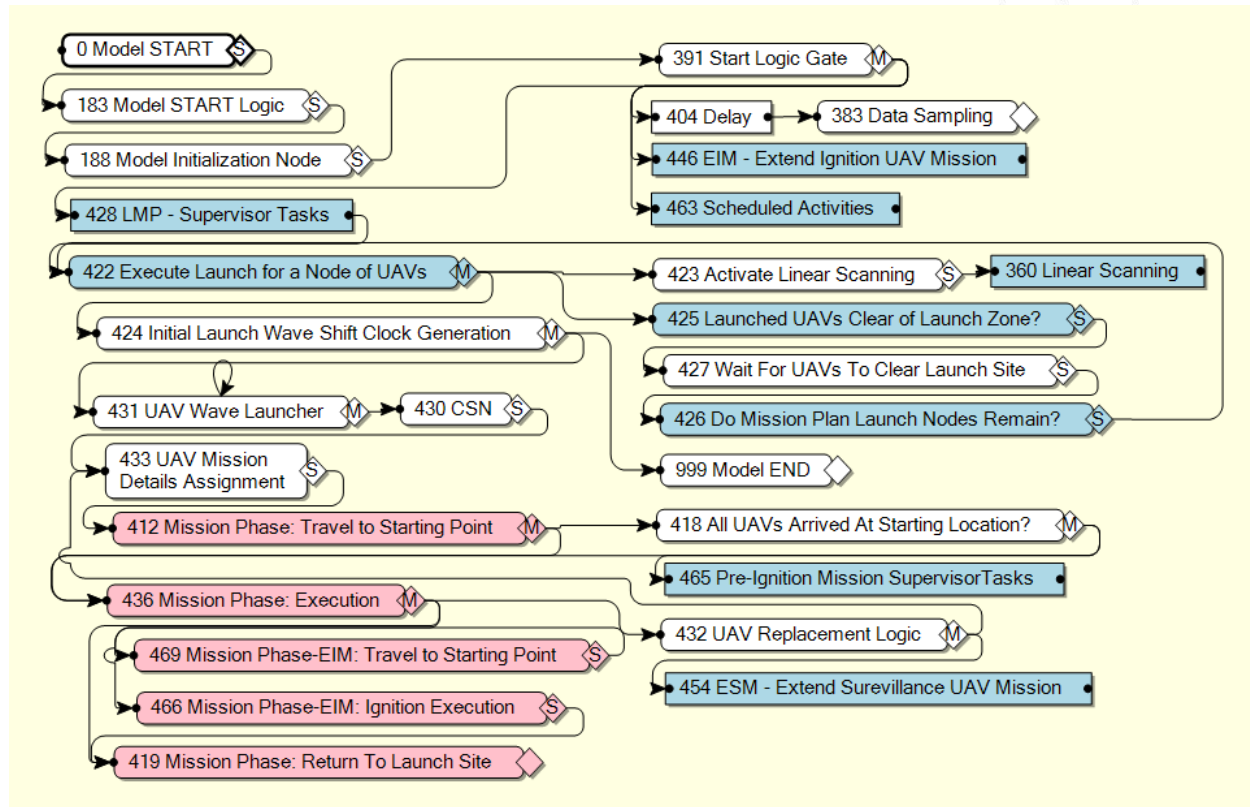 0 Model START S
391 Start Logic Gate M
183 Model START Logic S
404 Delay
383 Data Sampling
188 Model Initialization Node S
446 EIM - Extend Ignition UAV Mission
428 LMP - Supervisor Tasks
463 Scheduled Activities
422 Execute Launch for a Node of UAVs M
423 Activate Linear Scanning S
360 Linear Scanning
424 Initial Launch Wave Shift Clock Generation M
425 Launched UAVs Clear of Launch Zone? S
427 Wait For UAVs To Clear Launch Site S
431 UAV Wave Launcher M
430 CSN S
426 Do Mission Plan Launch Nodes Remain? S
433 UAV Mission
Details Assignment S
999 Model END
412 Mission Phase: Travel to Starting Point M
418 All UAVs Arrived At Starting Location? M
465 Pre-Ignition Mission SupervisorTasks
436 Mission Phase: Execution M
432 UAV Replacement Logic M
469 Mission Phase-EIM: Travel to Starting Point S
454 ESM - Extend Surevillance UAV Mission
466 Mission Phase-EIM: Ignition Execution S
419 Mission Phase: Return To Launch Site